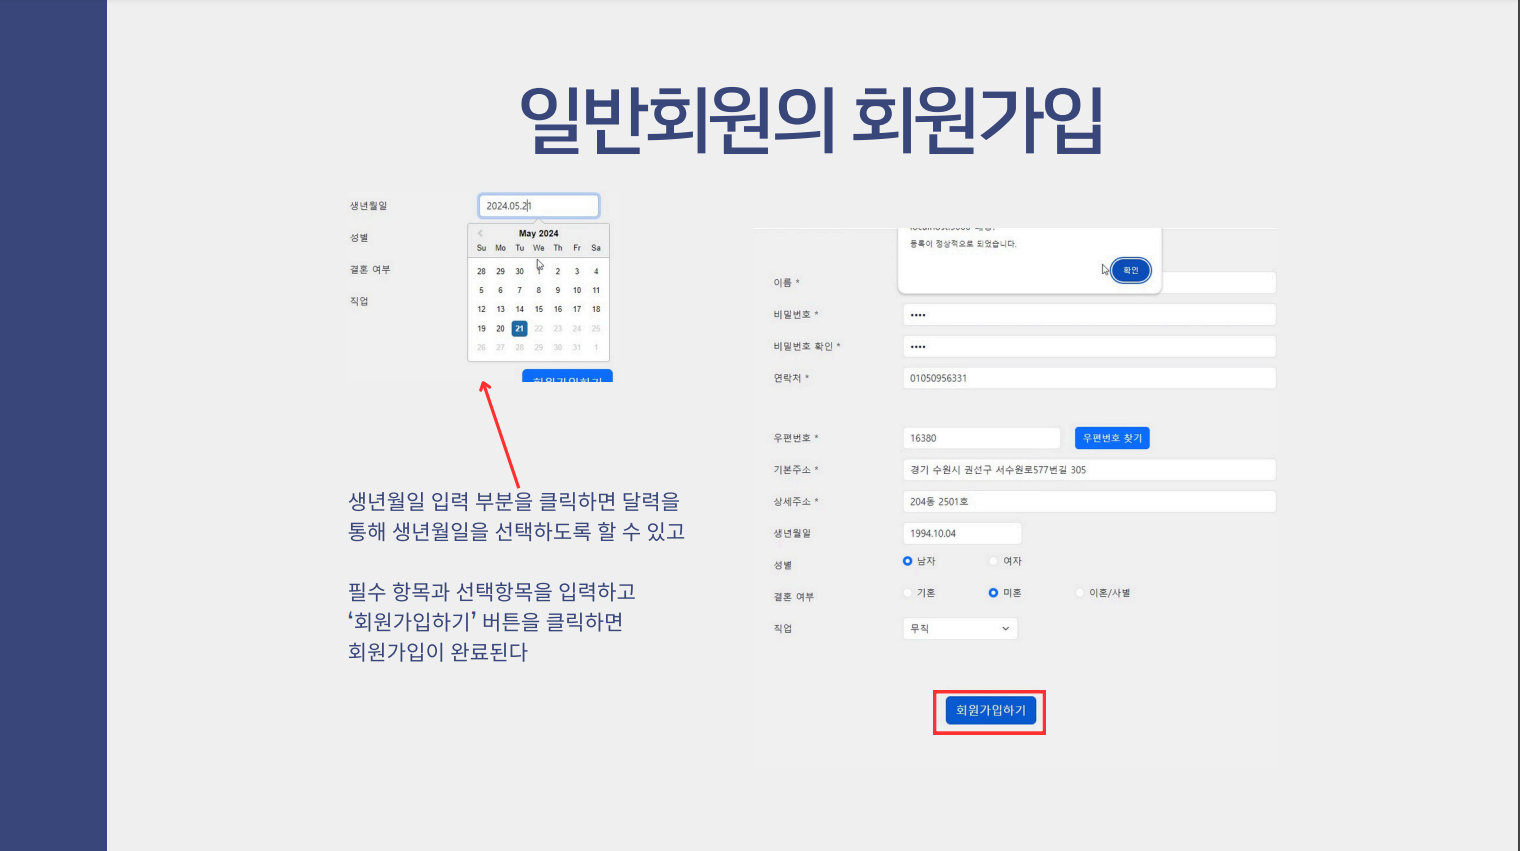 일반회원의 회원가입
생년월일
2024.05.21
성별
결혼 여부
직업
May 2024
Su Mo Tu We Th Fr Sa
28 29 30 1 2 3 4
5 6 7 8 9 10 11
12 13 14 15 16 17 18
19 20 21 22 23 24 25
26 27 28 29 30 31 1
회원가입하기
생년월일 입력 부분을 클릭하면 달력을
통해 생년월일을 선택하도록 할 수 있고
필수 항목과 선택항목을 입력하고
‘회원가입하기’ 버튼을 클릭하면
회원가입이 완료된다
등록이 정상적으로 되었습니다.
확인
이름 *
비밀번호 * ••••
비밀번호 확인 * ••••
연락처 * 01050956331
우편번호 * 16380 우편번호 찾기
기본주소 * 경기 수원시 권선구 서수원로577번길 305
상세주소 * 204동 2501호
생년월일 1994.10.04
성별 남자 여자
결혼 여부 기혼 미혼 이혼/사별
직업 무직
회원가입하기